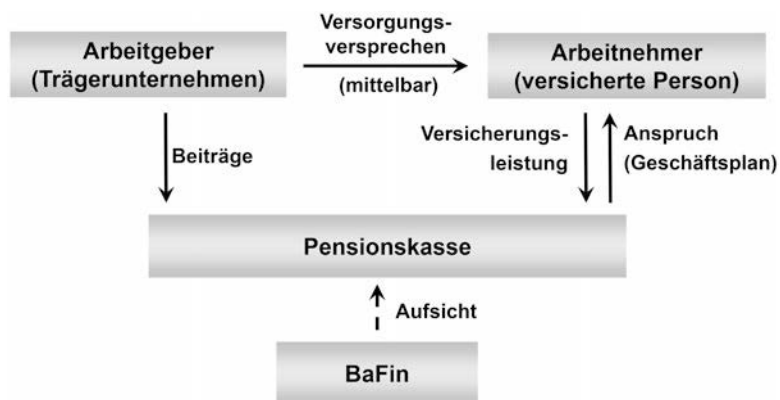 Arbeitgeber
(Trägerunternehmen)
Versorgungs-
versprechen
(mittelbar)
Arbeitnehmer
(versicherte Person)
Beiträge
Versicherungs-
leistung
Anspruch
(Geschäftsplan)
Pensionskasse
Aufsicht
BaFin